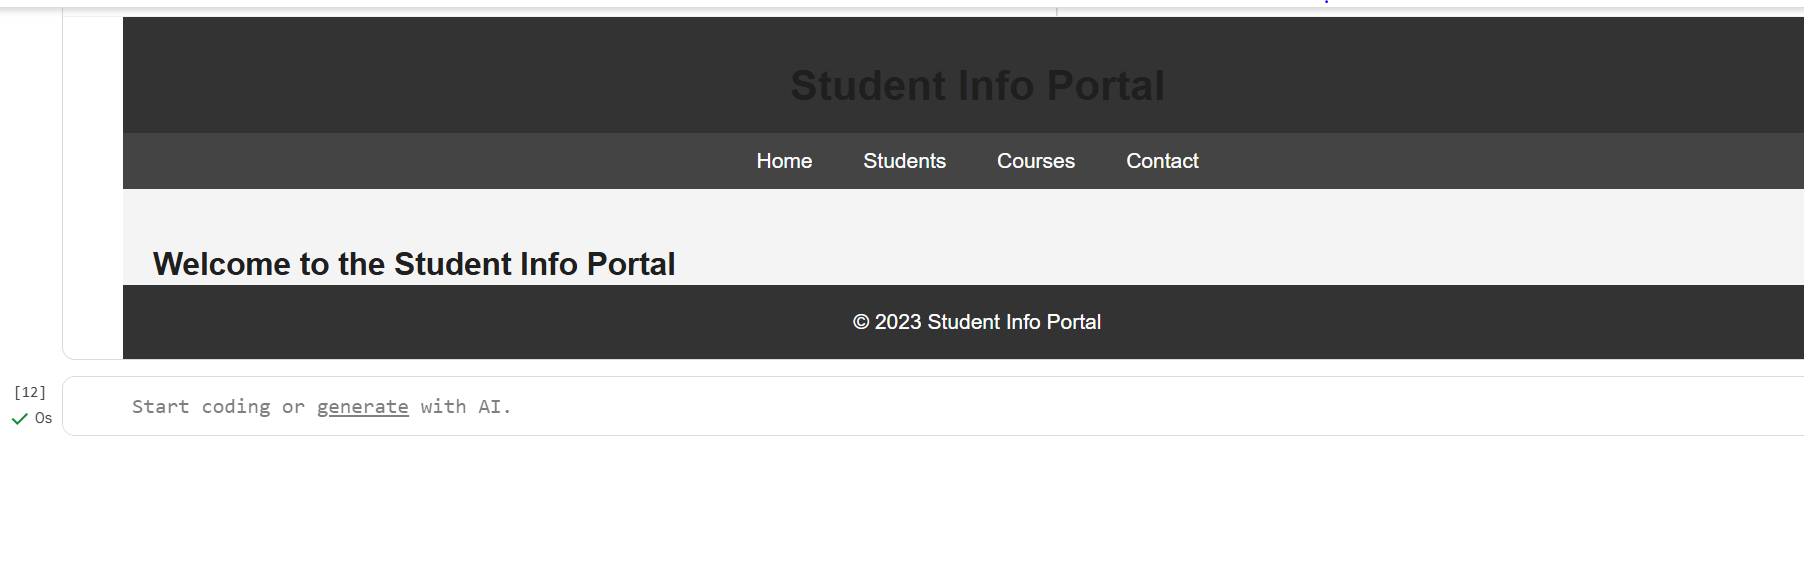 Student Info Portal
Home Students Courses Contact
Welcome to the Student Info Portal
© 2023 Student Info Portal
[12]
0s
Start coding or generate with AI.